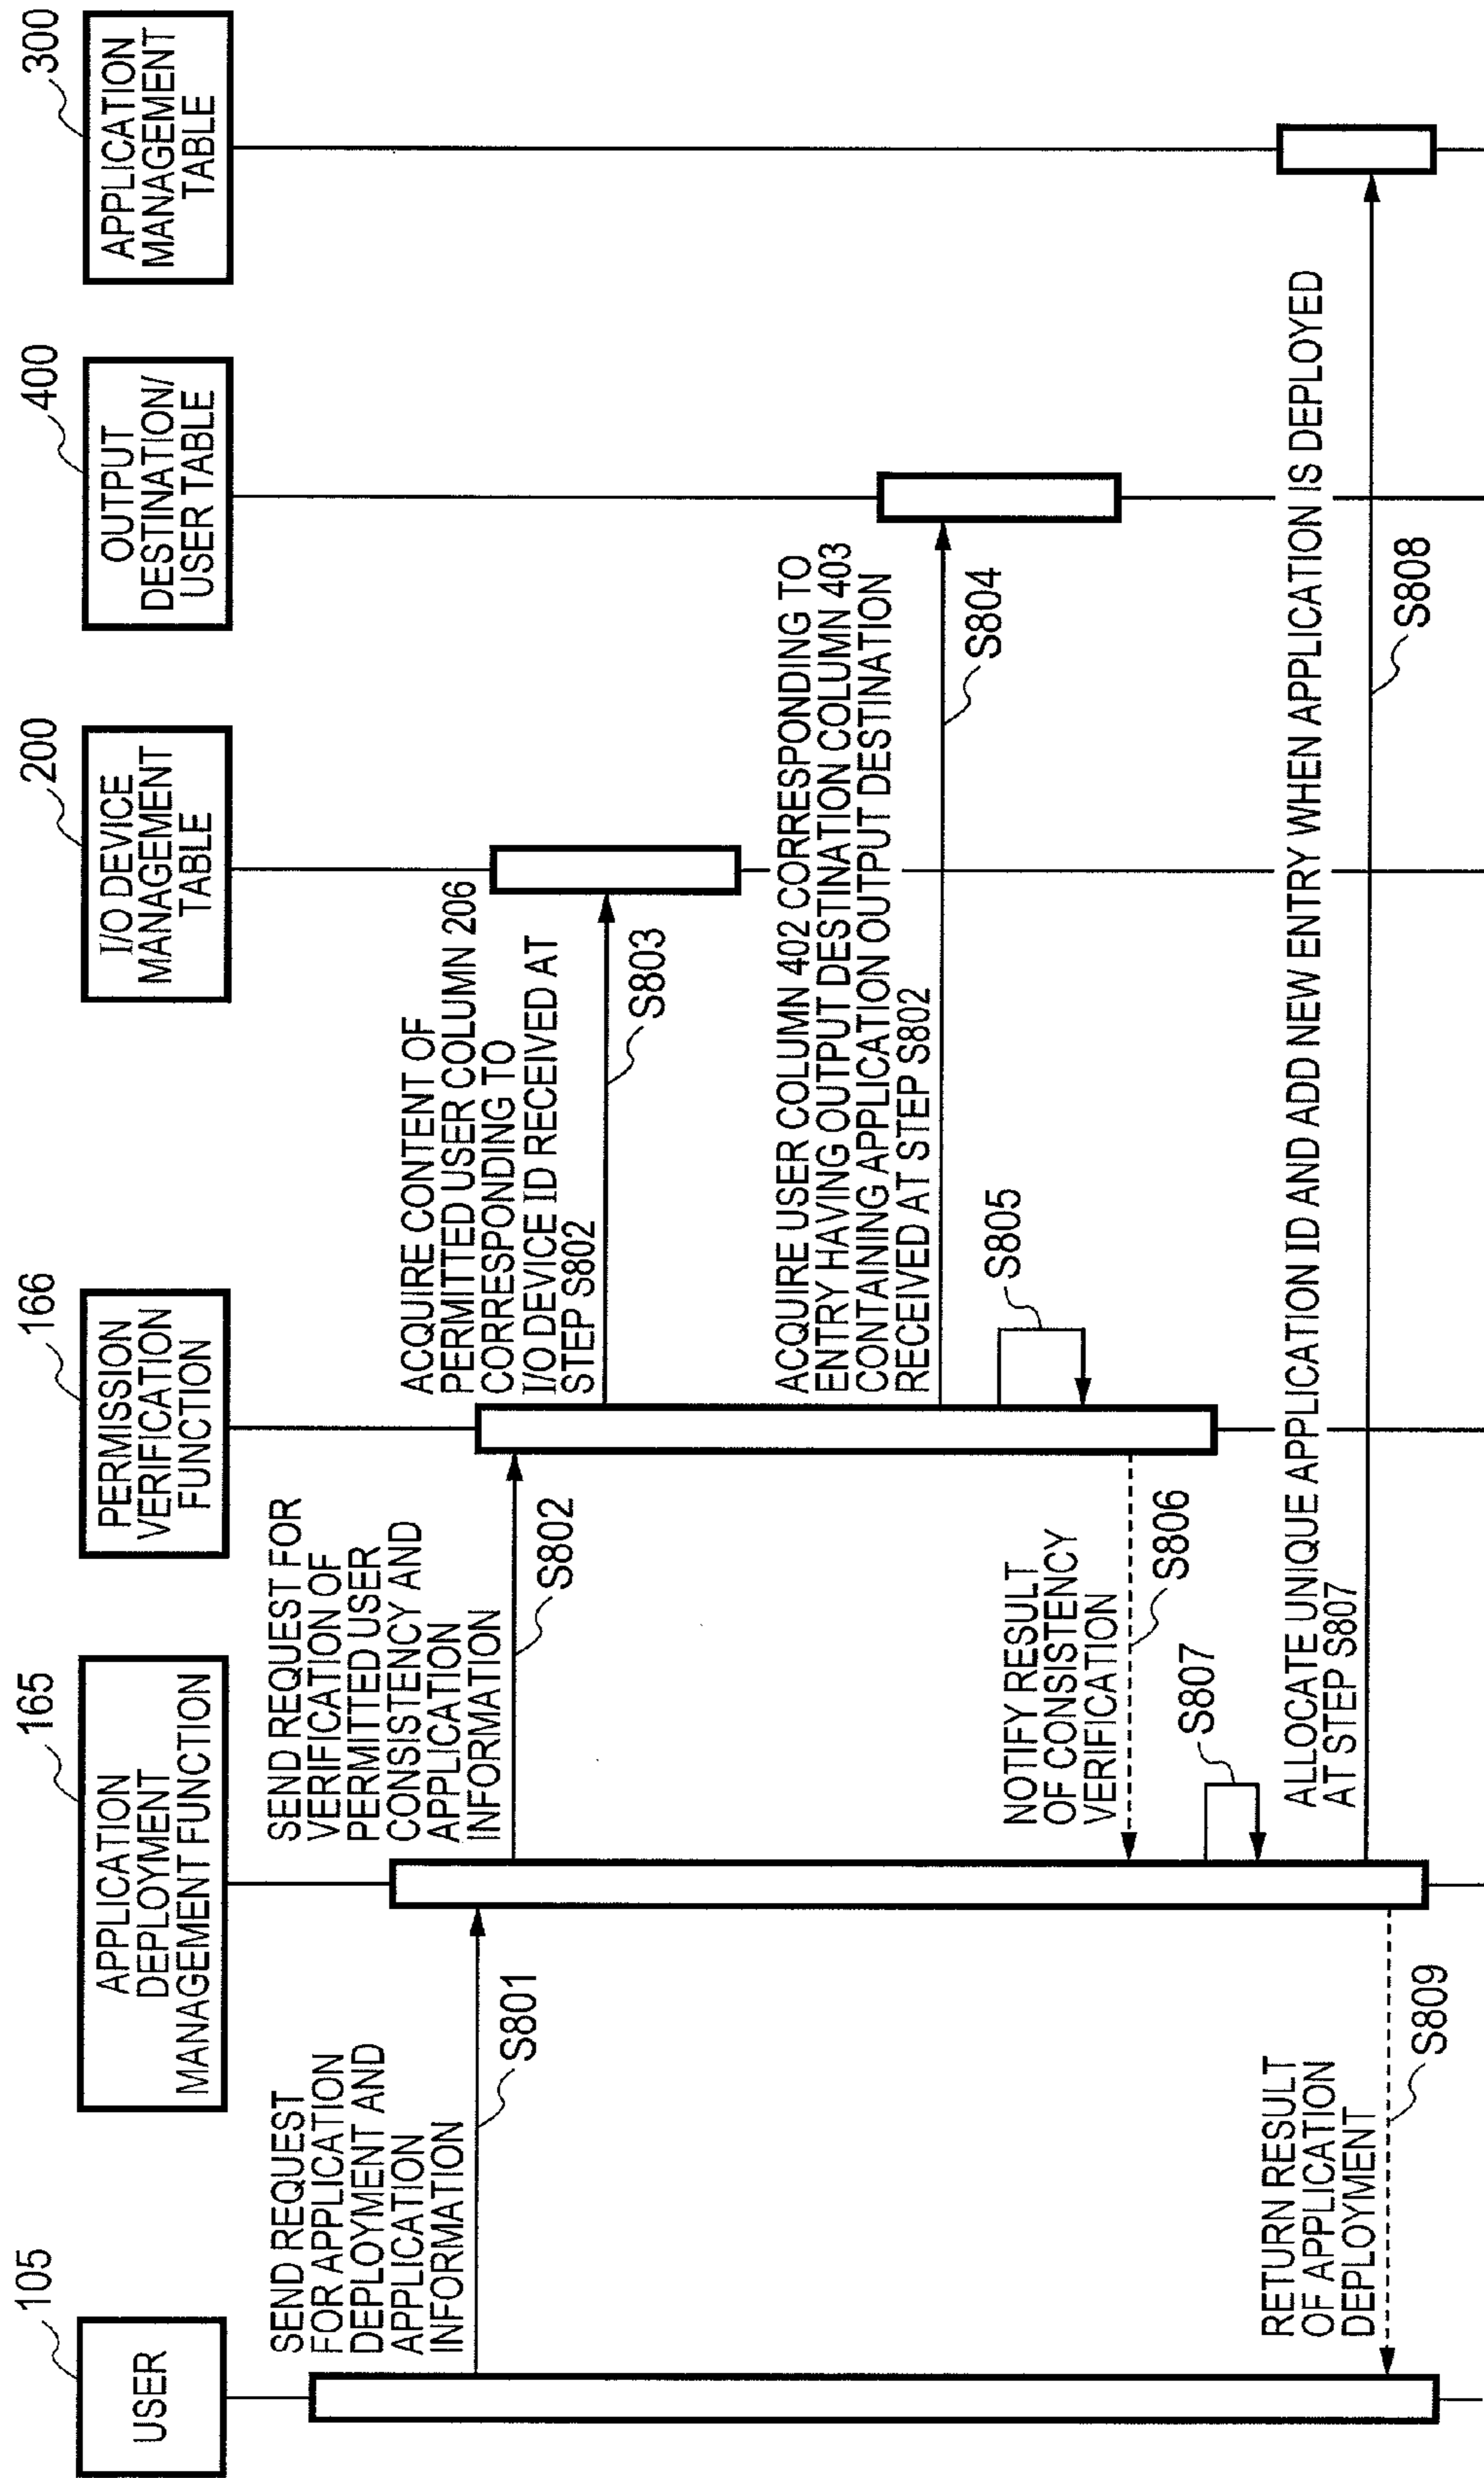 105
USER
165
APPLICATION
DEPLOYMENT
MANAGEMENT FUNCTION
166
PERMISSION
VERIFICATION
FUNCTION
200
I/O DEVICE
MANAGEMENT
TABLE
400
OUTPUT
DESTINATION/
USER TABLE
300
APPLICATION
MANAGEMENT
TABLE
SEND REQUEST
FOR APPLICATION
DEPLOYMENT AND
APPLICATION
INFORMATION
S801
SEND REQUEST FOR
VERIFICATION OF
PERMITTED USER
CONSISTENCY AND
APPLICATION
INFORMATION
S802
ACQUIRE CONTENT OF
PERMITTED USER COLUMN 206
CORRESPONDING TO
I/O DEVICE ID RECEIVED AT
STEP S802
S803
ACQUIRE USER COLUMN 402 CORRESPONDING TO
ENTRY HAVING OUTPUT DESTINATION COLUMN 403
CONTAINING APPLICATION OUTPUT DESTINATION
RECEIVED AT STEP S802
S804
S805
NOTIFY RESULT
OF CONSISTENCY
VERIFICATION
S806
S807
ALLOCATE UNIQUE APPLICATION ID AND ADD NEW ENTRY WHEN APPLICATION IS DEPLOYED
AT STEP S807
S808
RETURN RESULT
OF APPLICATION
DEPLOYMENT
S809